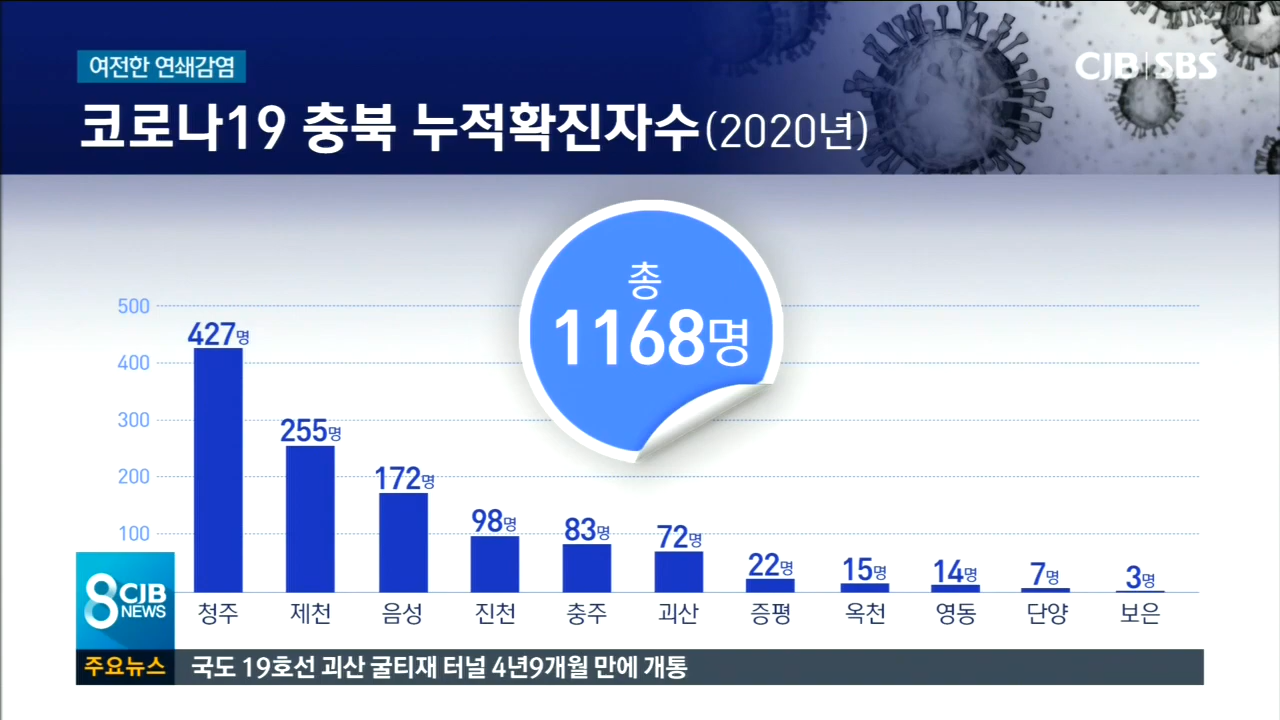 여전한 연쇄감염
CJB SBS
코로나19 충북 누적확진자수(2020년)
총
1168명
500
400
300
200
100
427명
255명
172명
98명
83명
72명
22명
15명
14명
7명
3명
청주
제천
음성
진천
충주
괴산
증평
옥천
영동
단양
보은
8 CJB
NEWS
주요뉴스
국도 19호선 괴산 굴티재 터널 4년9개월 만에 개통